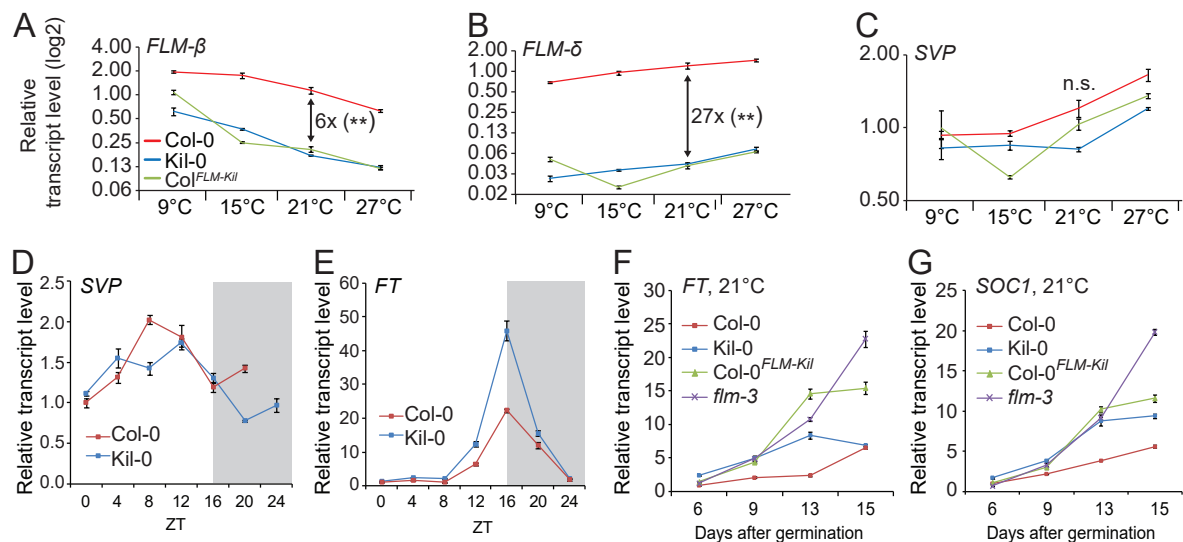 A
Relative
transcript level (log2)
FLM-β
2.00
1.00
0.50
0.25
0.13
0.06
6x (**)
Col-0
Kil-0
Col^FLM-Kil
9°C 15°C 21°C 27°C
B
FLM-δ
2.00
1.00
0.50
0.25
0.13
0.06
0.03
0.02
27x (**)
9°C 15°C 21°C 27°C
C
SVP
2.00
1.00
0.50
n.s.
9°C 15°C 21°C 27°C
D
SVP
Relative transcript level
2.5
2.0
1.5
1.0
0.5
0.0
Col-0
Kil-0
0 4 8 12 16 20 24
ZT
E
FT
Relative transcript level
60
50
40
30
20
10
0
Col-0
Kil-0
0 4 8 12 16 20 24
ZT
F
FT, 21°C
Relative transcript level
30
25
20
15
10
5
0
Col-0
Kil-0
Col-0^FLM-Kil
flm-3
6 9 13 15
Days after germination
G
SOC1, 21°C
Relative transcript level
25
20
15
10
5
0
Col-0
Kil-0
Col-0^FLM-Kil
flm-3
6 9 13 15
Days after germination